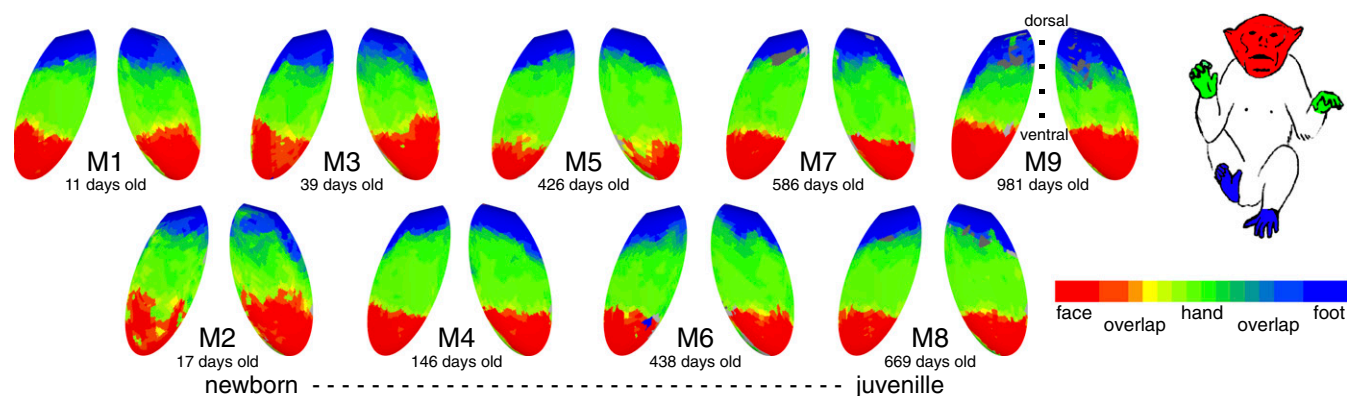 dorsal
ventral
M1
11 days old
M3
39 days old
M5
426 days old
M7
586 days old
M9
981 days old
M2
17 days old
M4
146 days old
M6
438 days old
M8
669 days old
newborn - - - - - - - - - - - - - - - - - - - - - - - - - - - - - - - - - - juvenille
face overlap hand overlap foot